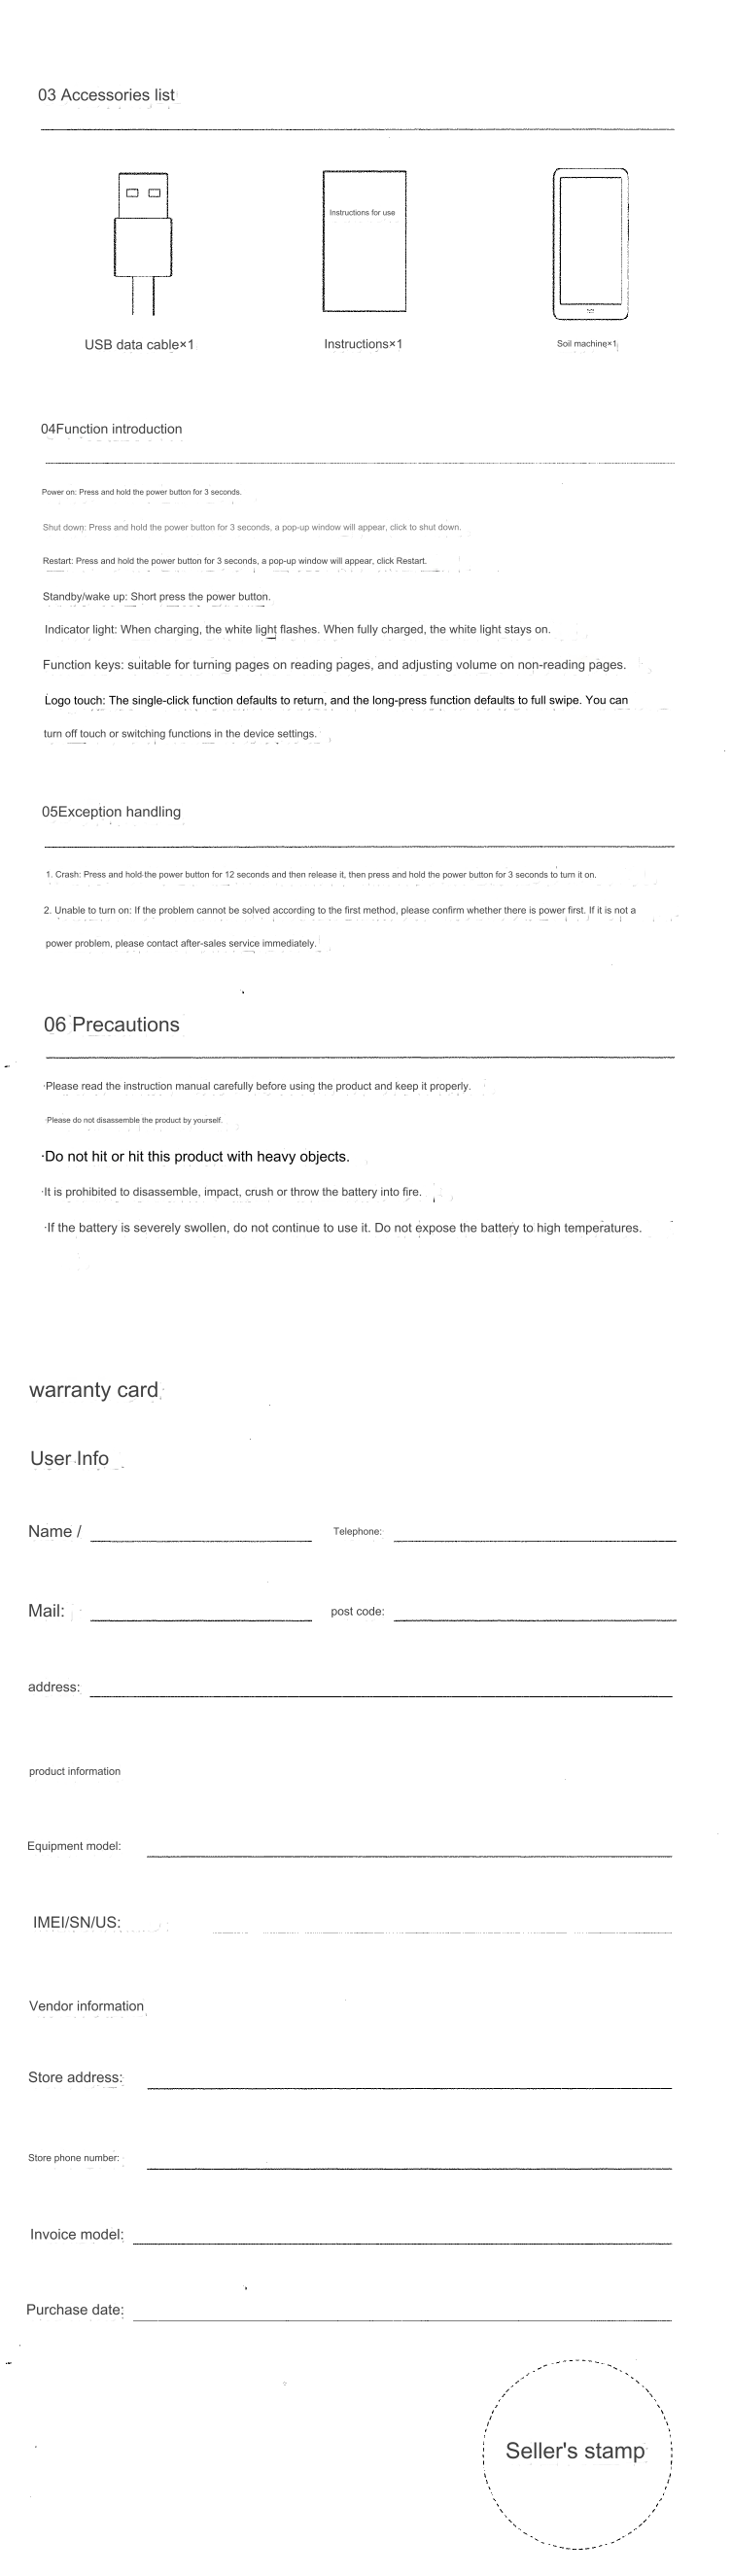 03 Accessories list
Instructions for use
USB data cable×1
Instructions×1
Soil machine×1
04Function introduction
Power on: Press and hold the power button for 3 seconds.
Shut down: Press and hold the power button for 3 seconds, a pop-up window will appear, click to shut down.
Restart: Press and hold the power button for 3 seconds, a pop-up window will appear, click Restart.
Standby/wake up: Short press the power button.
Indicator light: When charging, the white light flashes. When fully charged, the white light stays on.
Function keys: suitable for turning pages on reading pages, and adjusting volume on non-reading pages.
Logo touch: The single-click function defaults to return, and the long-press function defaults to full swipe. You can
turn off touch or switching functions in the device settings.
05Exception handling
1. Crash: Press and hold the power button for 12 seconds and then release it, then press and hold the power button for 3 seconds to turn it on.
2. Unable to turn on: If the problem cannot be solved according to the first method, please confirm whether there is power first. If it is not a
power problem, please contact after-sales service immediately.
06 Precautions
·Please read the instruction manual carefully before using the product and keep it properly.
·Please do not disassemble the product by yourself.
·Do not hit or hit this product with heavy objects.
·It is prohibited to disassemble, impact, crush or throw the battery into fire.
·If the battery is severely swollen, do not continue to use it. Do not expose the battery to high temperatures.
warranty card
User Info
Name /
Telephone:
Mail:
post code:
address:
product information
Equipment model:
IMEI/SN/US:
Vendor information
Store address:
Store phone number:
Invoice model:
Purchase date:
Seller's stamp